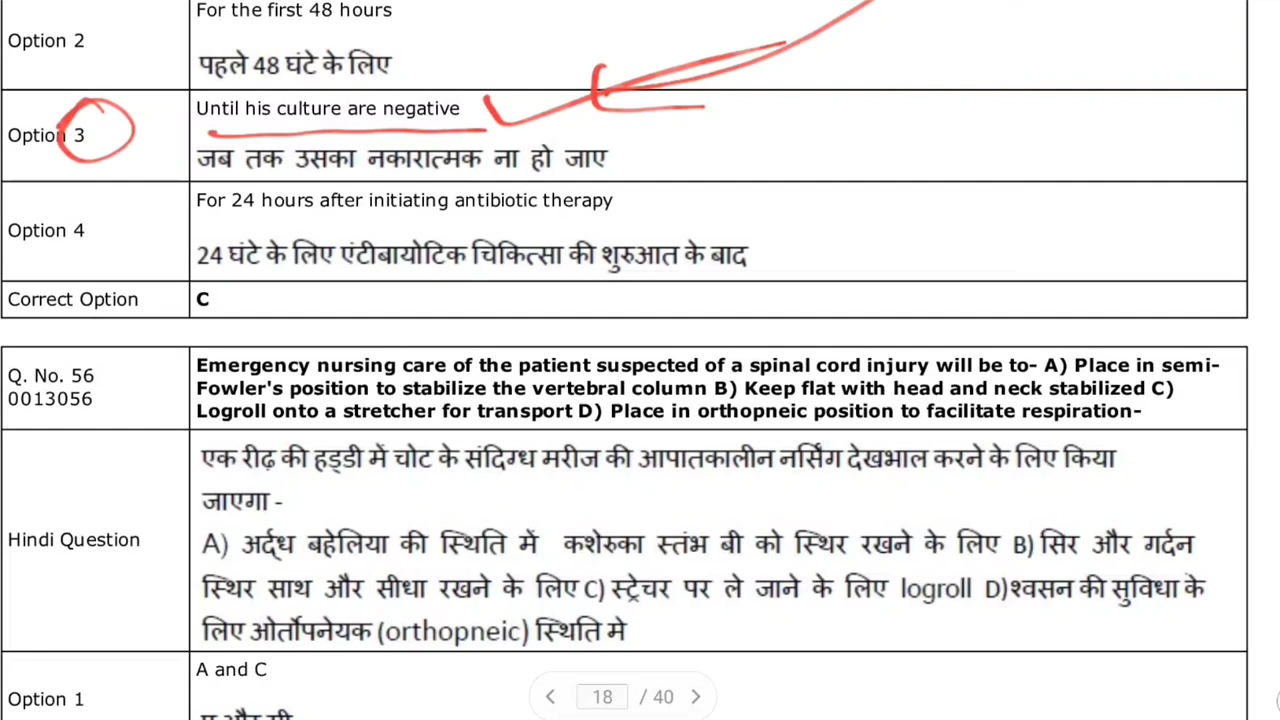 For the first 48 hours
Option 2
पहले 48 घंटे के लिए
Until his culture are negative
Option 3
जब तक उसका नकारात्मक ना हो जाए
For 24 hours after initiating antibiotic therapy
Option 4
24 घंटे के लिए एंटीबायोटिक चिकित्सा की शुरुआत के बाद
Correct Option
C
Q. No. 56
0013056
Emergency nursing care of the patient suspected of a spinal cord injury will be to- A) Place in semi-
Fowler's position to stabilize the vertebral column B) Keep flat with head and neck stabilized C)
Logroll onto a stretcher for transport D) Place in orthopneic position to facilitate respiration-
Hindi Question
एक रीढ़ की हड्डी में चोट के संदिग्ध मरीज की आपातकालीन नर्सिंग देखभाल करने के लिए किया
जाएगा -
A) अर्द्ध बहेलिया की स्थिति में कशेरुका स्तंभ बी को स्थिर रखने के लिए B) सिर और गर्दन
स्थिर साथ और सीधा रखने के लिए C) स्ट्रेचर पर ले जाने के लिए logroll D)श्वसन की सुविधा के
लिए ओर्तोपनेयक (orthopneic) स्थिति मे
A and C
Option 1
18 / 40